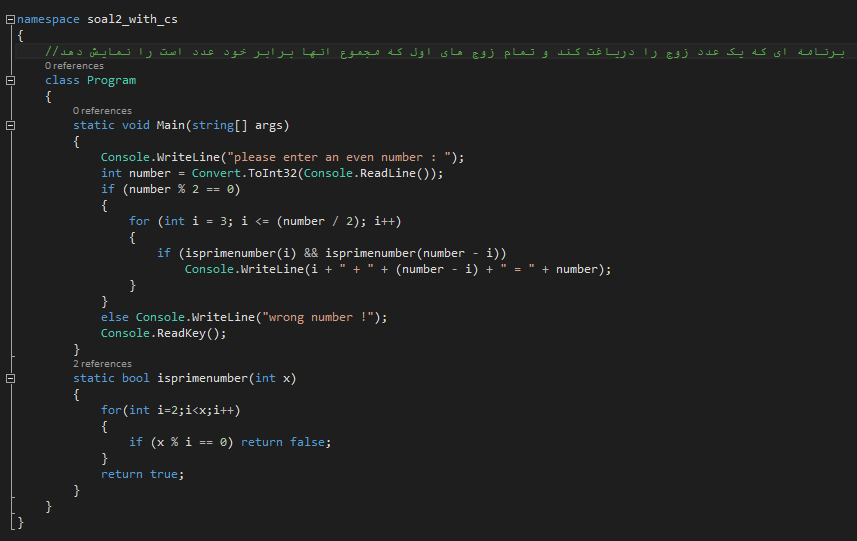 namespace soal2_with_cs
{
//برنامه ای که یک عدد زوج را دریافت کند و تمام زوج های اول که مجموع انها برابر خود عدد است را نمایش دهد
0 references
class Program
{
0 references
static void Main(string[] args)
{
Console.WriteLine("please enter an even number : ");
int number = Convert.ToInt32(Console.ReadLine());
if (number % 2 == 0)
{
for (int i = 3; i <= (number / 2); i++)
{
if (isprimenumber(i) && isprimenumber(number - i))
Console.WriteLine(i + " + " + (number - i) + " = " + number);
}
}
else Console.WriteLine("wrong number !");
Console.ReadKey();
}
2 references
static bool isprimenumber(int x)
{
for(int i=2;i<x;i++)
{
if (x % i == 0) return false;
}
return true;
}
}
}